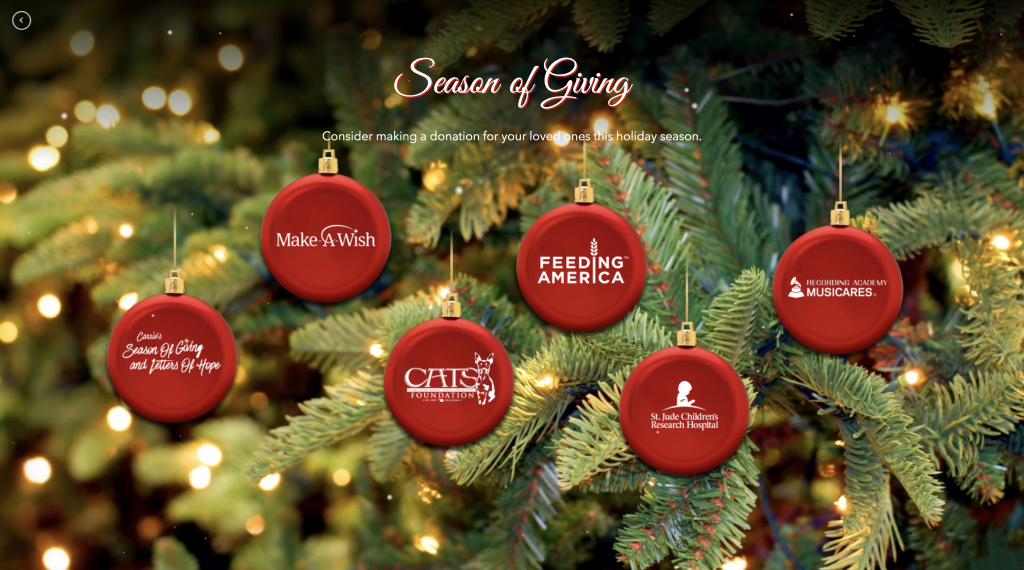 Season of Giving
Consider making a donation for your loved ones this holiday season.
Make-A-Wish
FEEDING™
AMERICA
RECORDING ACADEMY
MUSICARES®
Carrie's
Season Of Giving
and Letters Of Hope
CATS
FOUNDATION
St. Jude Children's
Research Hospital